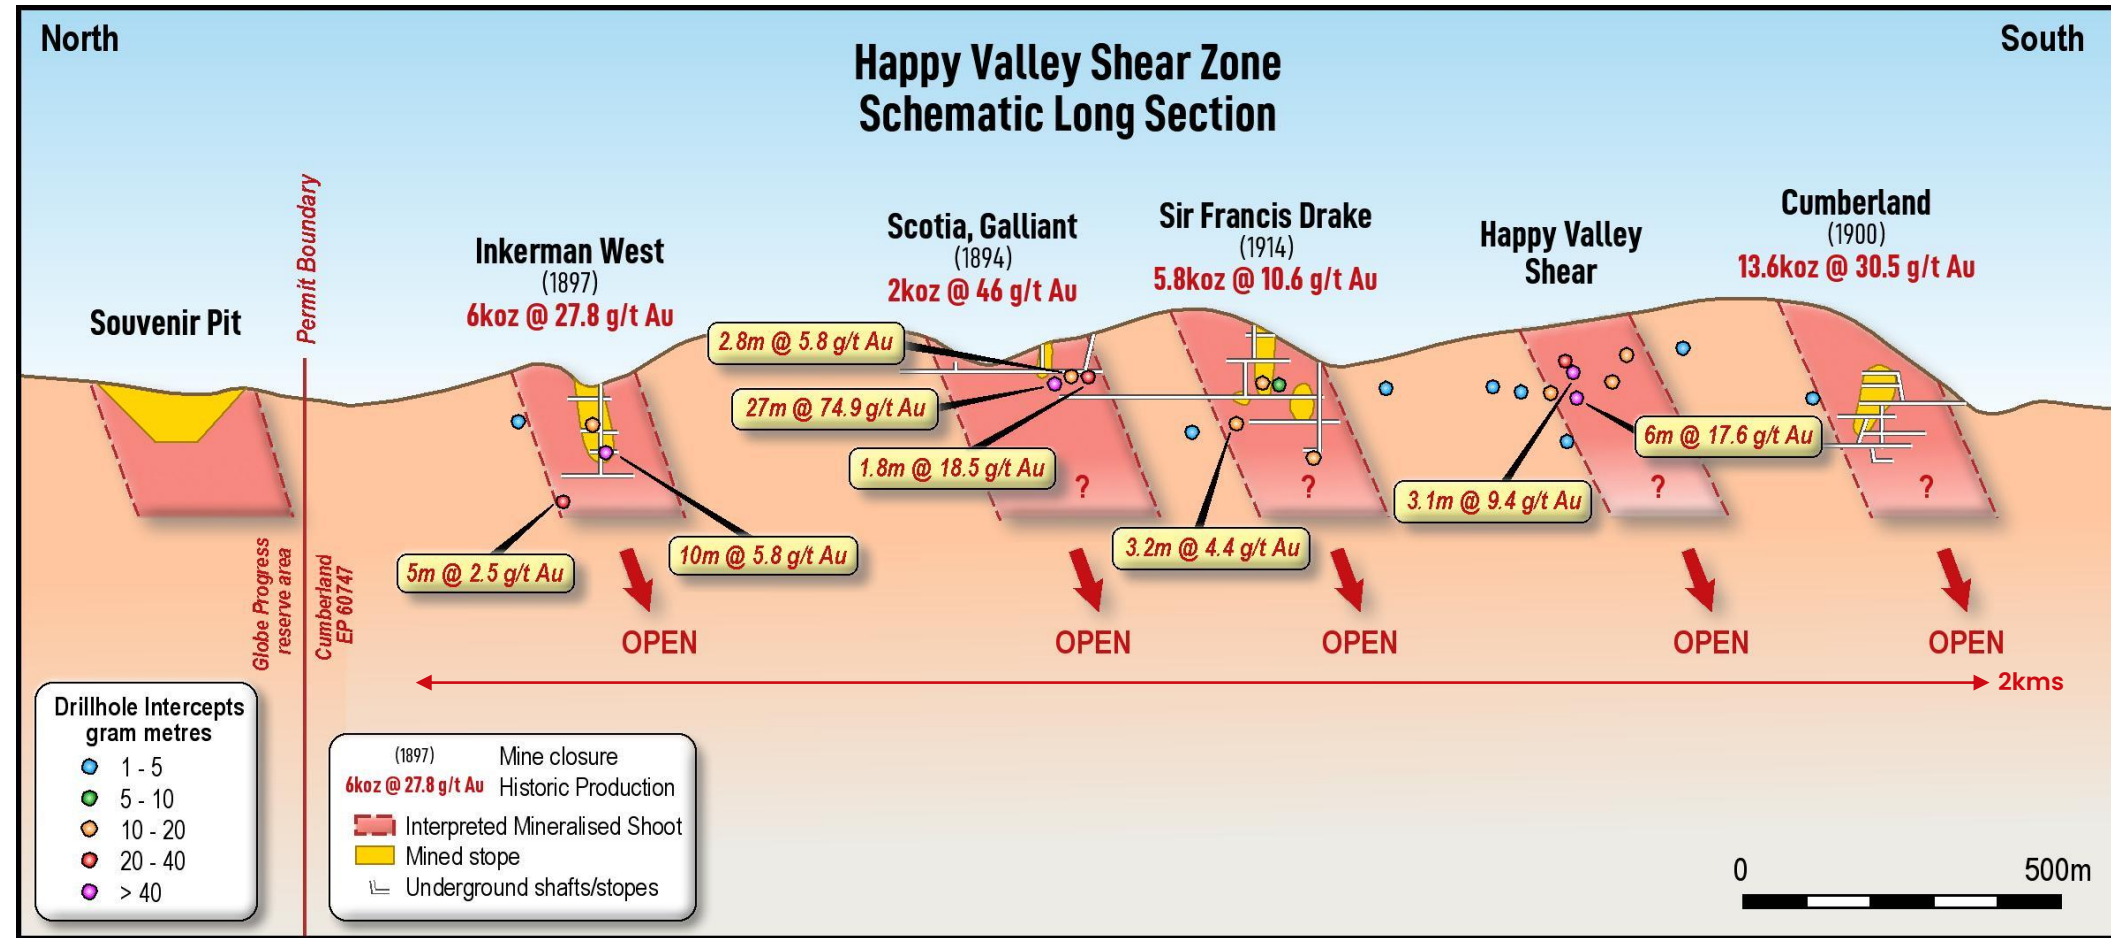 North
South
Happy Valley Shear Zone
Schematic Long Section
Souvenir Pit
Permit Boundary
Inkerman West
(1897)
6koz @ 27.8 g/t Au
Scotia, Galliant
(1894)
2koz @ 46 g/t Au
Sir Francis Drake
(1914)
5.8koz @ 10.6 g/t Au
Happy Valley
Shear
Cumberland
(1900)
13.6koz @ 30.5 g/t Au
2.8m @ 5.8 g/t Au
27m @ 74.9 g/t Au
1.8m @ 18.5 g/t Au
3.2m @ 4.4 g/t Au
3.1m @ 9.4 g/t Au
6m @ 17.6 g/t Au
5m @ 2.5 g/t Au
10m @ 5.8 g/t Au
?
?
?
?
Globe Progress
reserve area
Cumberland
EP 60747
OPEN
OPEN
OPEN
OPEN
OPEN
2kms
Drillhole Intercepts
gram metres
1 - 5
5 - 10
10 - 20
20 - 40
> 40
(1897) Mine closure
6koz @ 27.8 g/t Au Historic Production
Interpreted Mineralised Shoot
Mined stope
Underground shafts/stopes
0 500m